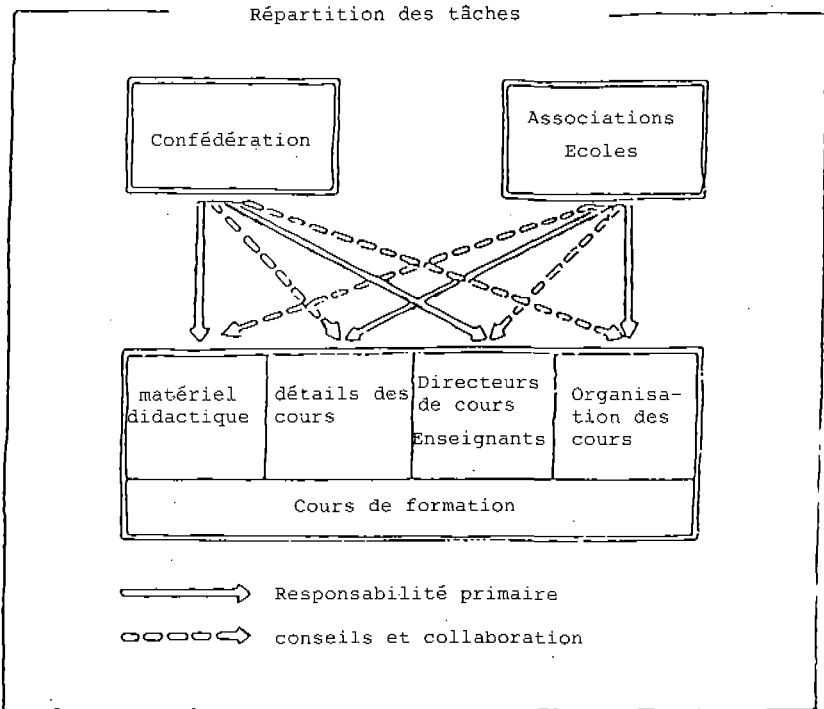 Répartition des tâches
Confédération
Associations
Ecoles
matériel
didactique
détails des
cours
Directeurs
de cours
Enseignants
Organisa-
tion des
cours
Cours de formation
Responsabilité primaire
conseils et collaboration